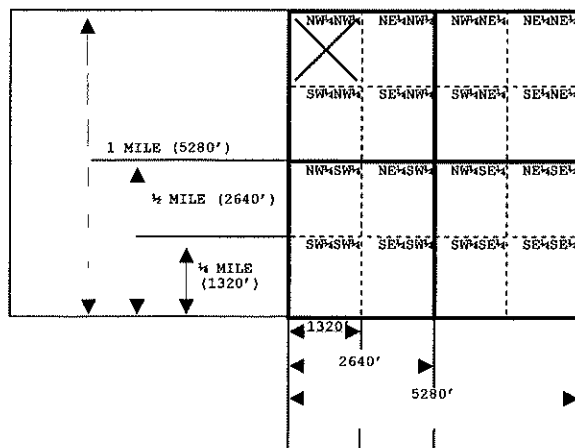 NW¼NW¼ NE¼NW¼ NW¼NE¼ NE¼NE¼
SW¼NW¼ SE¼NW¼ SW¼NE¼ SE¼NE¼
1 MILE (5280')
NW¼SW¼ NE¼SW¼ NW¼SE¼ NE¼SE¼
½ MILE (2640')
SW¼SW¼ SE¼SW¼ SW¼SE¼ SE¼SE¼
¼ MILE
(1320')
1320'
2640'
5280'